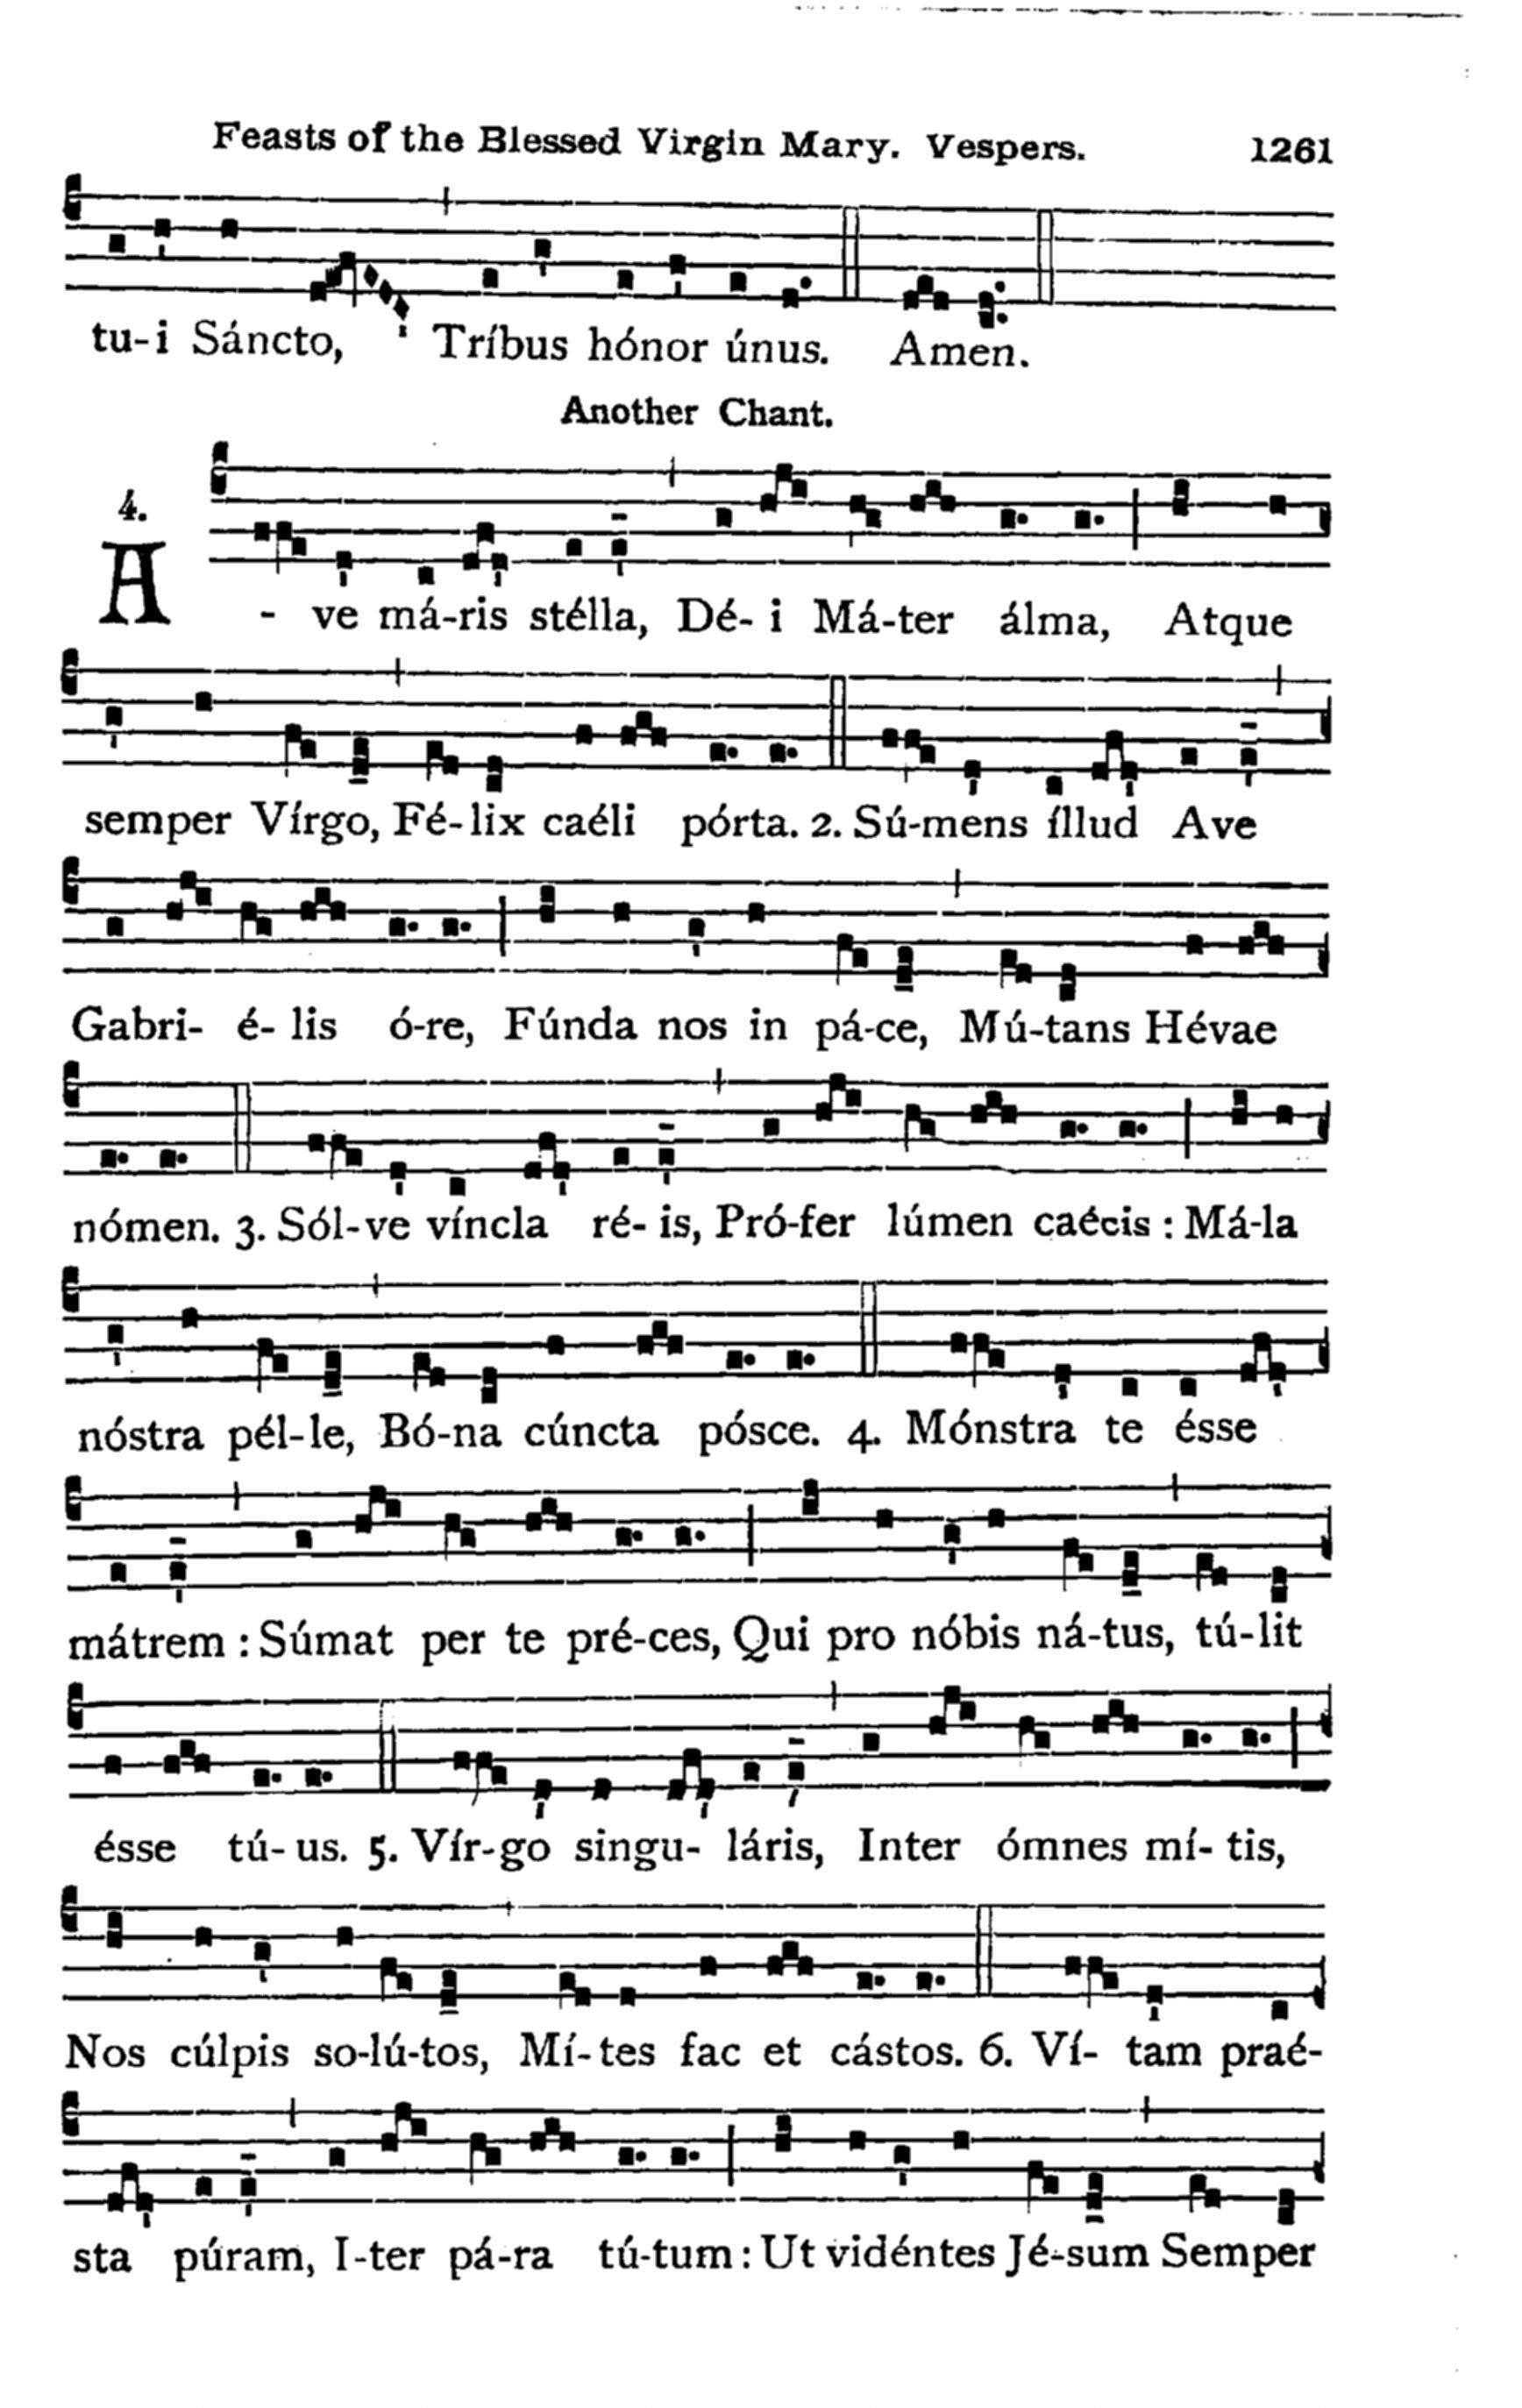 Feasts of the Blessed Virgin Mary. Vespers. 1261
tu-i Sáncto, Tríbus hónor únus. Amen.
Another Chant.
4.
A - ve má-ris stélla, Dé- i Má-ter álma, Atque
semper Vírgo, Fé-lix caéli pórta. 2. Sú-mens íllud Ave
Gabri- é- lis ó-re, Fúnda nos in pá-ce, Mú-tans Hévae
nómen. 3. Sól-ve víncla ré- is, Pró-fer lúmen caécis : Má-la
nóstra pél-le, Bó-na cúncta pósce. 4. Mónstra te ésse
mátrem : Súmat per te pré-ces, Qui pro nóbis ná-tus, tú-lit
ésse tú- us. 5. Vír-go singu- láris, Inter ómnes mí- tis,
Nos cúlpis so-lú-tos, Mí-tes fac et cástos. 6. Ví- tam praé-
sta púram, I-ter pá-ra tú-tum : Ut vidéntes Jé-sum Semper